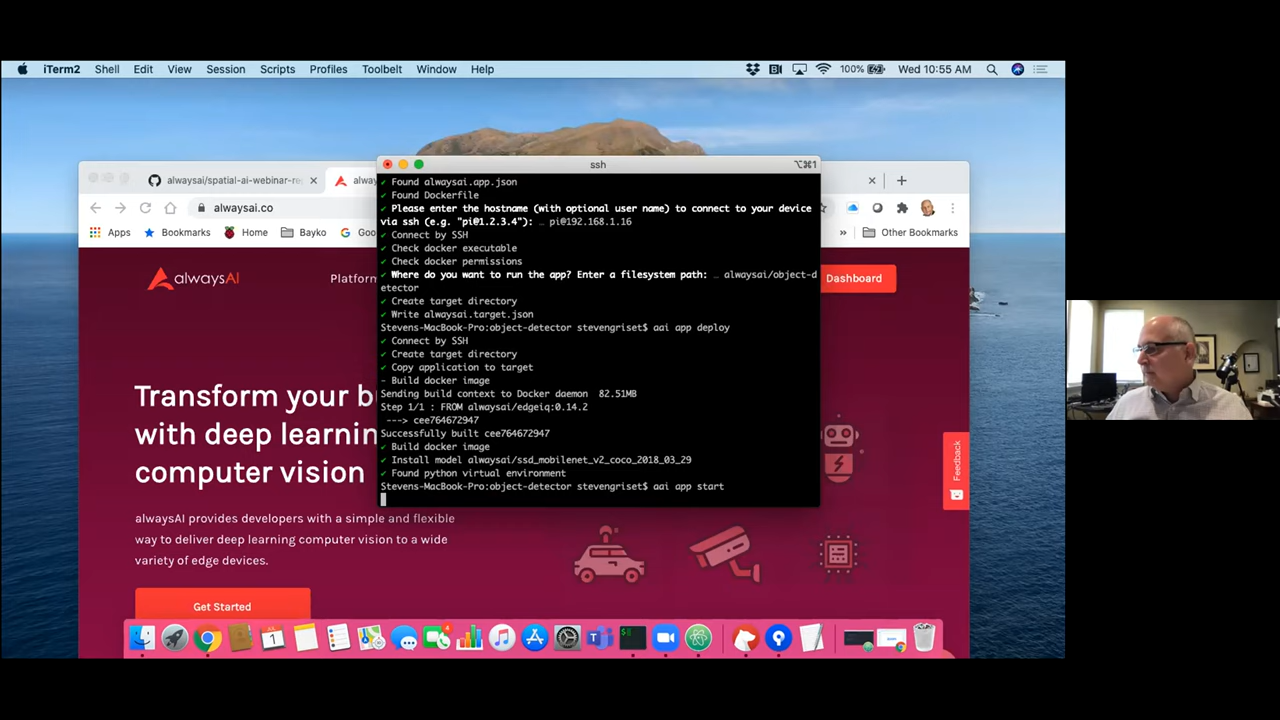 iTerm2 Shell Edit View Session Scripts Profiles Toolbelt Window Help 100% Wed 10:55 AM
ssh ⌥⌘1
alwaysai/spatial-ai-webinar-re
alwaysai.co
Apps Bookmarks Home Bayko Goo Other Bookmarks
alwaysAI Platform Dashboard
✓ Found alwaysai.app.json
✓ Found Dockerfile
✓ Please enter the hostname (with optional user name) to connect to your device
via ssh (e.g. "pi@1.2.3.4"): … pi@192.168.1.16
✓ Connect by SSH
✓ Check docker executable
✓ Check docker permissions
✓ Where do you want to run the app? Enter a filesystem path: … alwaysai/object-d
etector
✓ Create target directory
✓ Write alwaysai.target.json
Stevens-MacBook-Pro:object-detector stevengriset$ aai app deploy
✓ Connect by SSH
✓ Create target directory
✓ Copy application to target
- Build docker image
Sending build context to Docker daemon 82.51MB
Step 1/1 : FROM alwaysai/edgeiq:0.14.2
---> cee764672947
Successfully built cee764672947
✓ Build docker image
✓ Install model alwaysai/ssd_mobilenet_v2_coco_2018_03_29
✓ Found python virtual environment
Stevens-MacBook-Pro:object-detector stevengriset$ aai app start
Transform your b
with deep learnin
computer vision
alwaysAI provides developers with a simple and flexible
way to deliver deep learning computer vision to a wide
variety of edge devices.
Get Started
Feedback